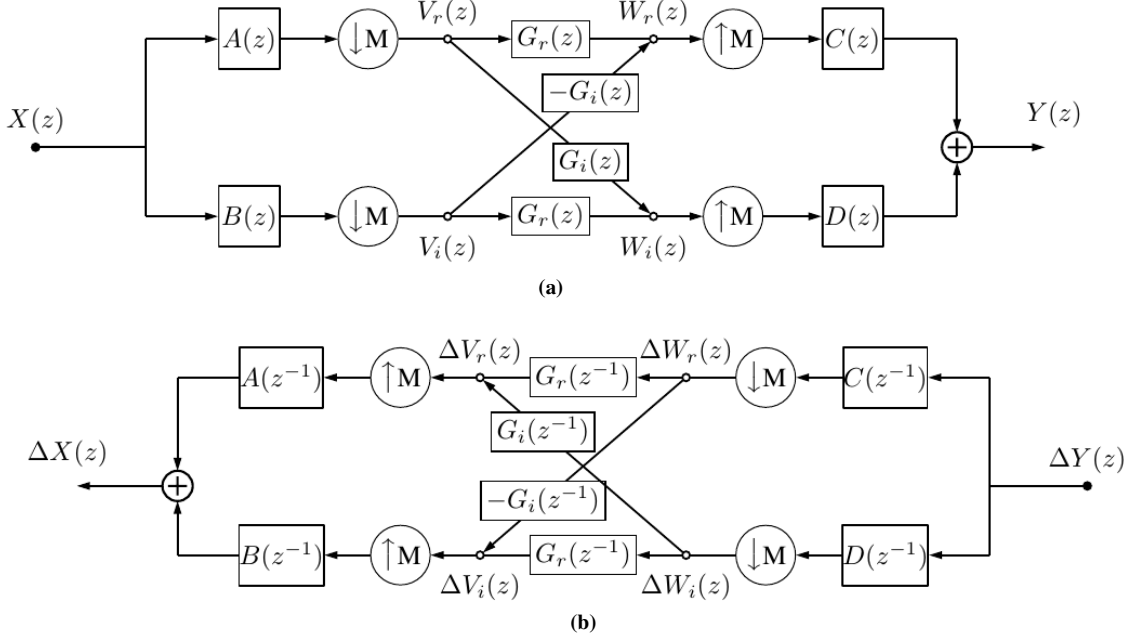 V_r(z) W_r(z)
A(z) ↓M G_r(z) ↑M C(z)
−G_i(z)
X(z) Y(z)
G_i(z) +
B(z) ↓M G_r(z) ↑M D(z)
V_i(z) W_i(z)
(a)
ΔV_r(z) ΔW_r(z)
A(z^{-1}) ↑M G_r(z^{-1}) ↓M C(z^{-1})
G_i(z^{-1})
ΔX(z) ΔY(z)
+ −G_i(z^{-1})
B(z^{-1}) ↑M G_r(z^{-1}) ↓M D(z^{-1})
ΔV_i(z) ΔW_i(z)
(b)